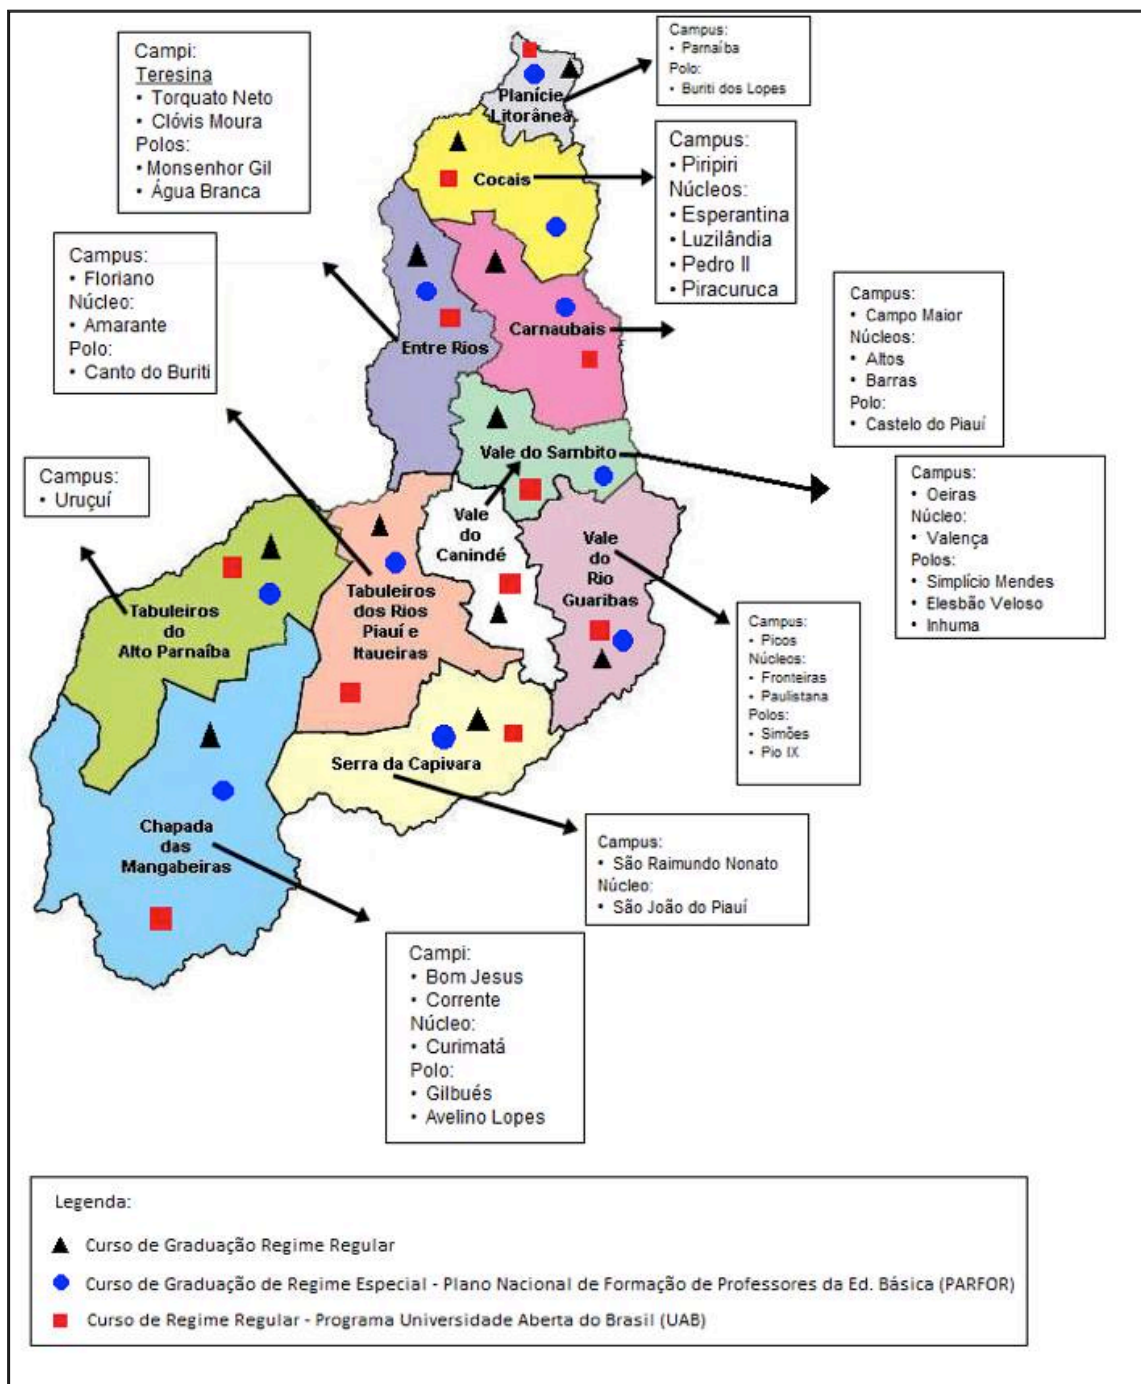 Campi:
Teresina
• Torquato Neto
• Clóvis Moura
Polos:
• Monsenhor Gil
• Água Branca
Campus:
• Parnaíba
Polo:
• Buriti dos Lopes
Planície
Litorânea
Campus:
• Piripiri
Núcleos:
• Esperantina
• Luzilândia
• Pedro II
• Piracuruca
Cocais
Campus:
• Floriano
Núcleo:
• Amarante
Polo:
• Canto do Buriti
Entre Rios
Carnaubais
Campus:
• Campo Maior
Núcleos:
• Altos
• Barras
Polo:
• Castelo do Piauí
Campus:
• Uruçuí
Vale do Sambito
Campus:
• Oeiras
Núcleo:
• Valença
Polos:
• Simplício Mendes
• Elesbão Veloso
• Inhuma
Vale
do
Canindé
Vale
do
Rio
Guaribas
Tabuleiros
do
Alto Parnaíba
Tabuleiros
dos Rios
Piauí e
Itaueiras
Campus:
• Picos
Núcleos:
• Fronteiras
• Paulistana
Polos:
• Simões
• Pio IX
Serra da Capivara
Chapada
das
Mangabeiras
Campus:
• São Raimundo Nonato
Núcleo:
• São João do Piauí
Campi:
• Bom Jesus
• Corrente
Núcleo:
• Curimatá
Polo:
• Gilbués
• Avelino Lopes
Legenda:
Curso de Graduação Regime Regular
Curso de Graduação de Regime Especial - Plano Nacional de Formação de Professores da Ed. Básica (PARFOR)
Curso de Regime Regular - Programa Universidade Aberta do Brasil (UAB)